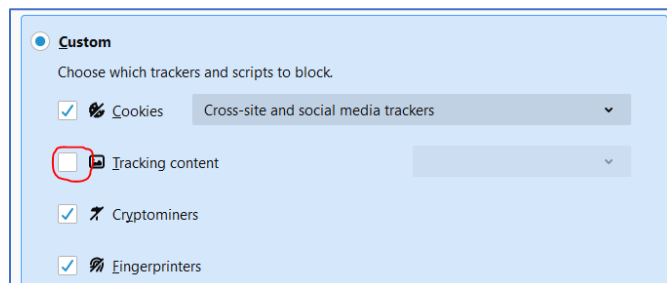 Custom
Choose which trackers and scripts to block.
Cookies Cross-site and social media trackers
Tracking content
Cryptominers
Fingerprinters